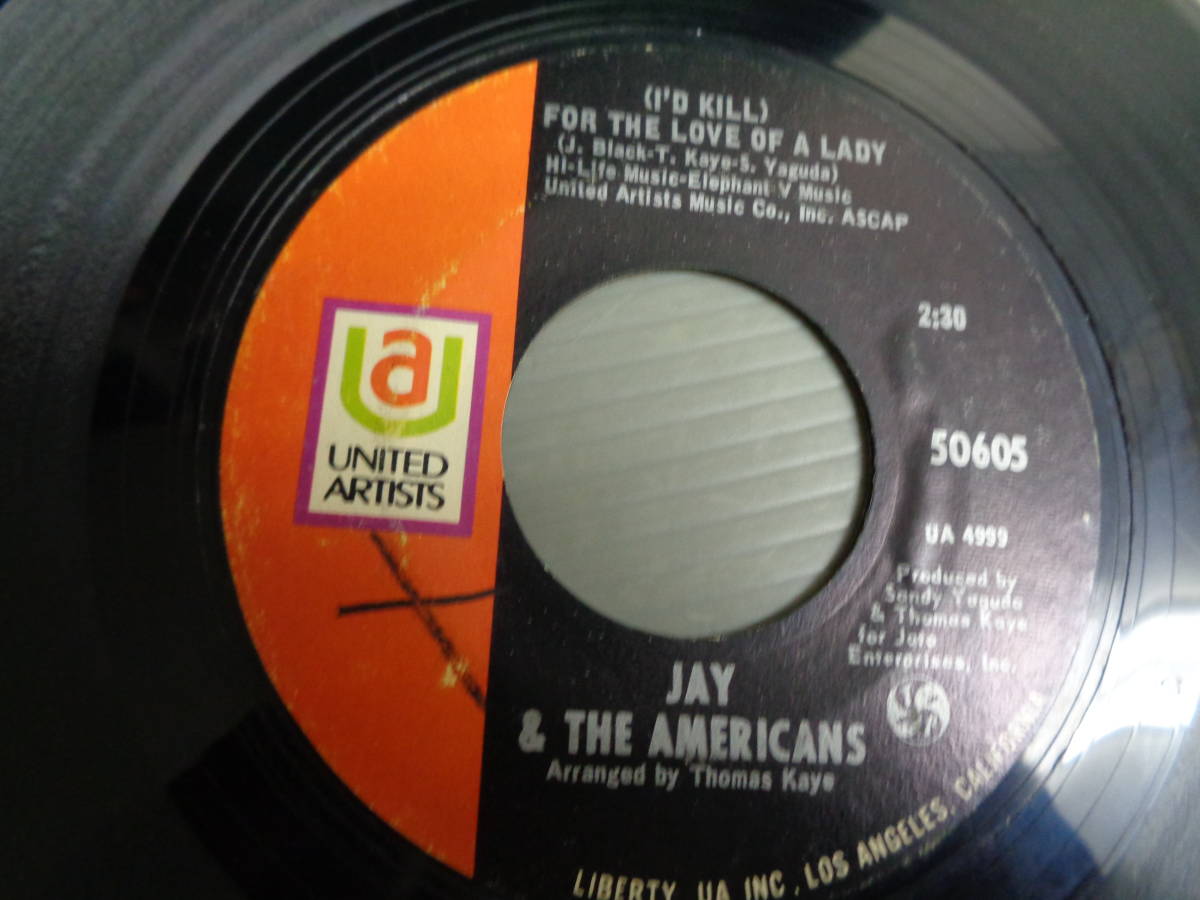 (I'D KILL)
FOR THE LOVE OF A LADY
(J. Black-T. Kaye-S. Yaguda)
Hi-Life Music-Elephant V Music
United Artists Music Co., Inc. ASCAP
2:30
50605
UA 4999
Produced by
Sandy Yaguda
& Thomas Kaye
for Jate
Enterprises, Inc.
ua
UNITED
ARTISTS
JAY
& THE AMERICANS
Arranged by Thomas Kaye
LIBERTY UA INC., LOS ANGELES, CALIFORNIA